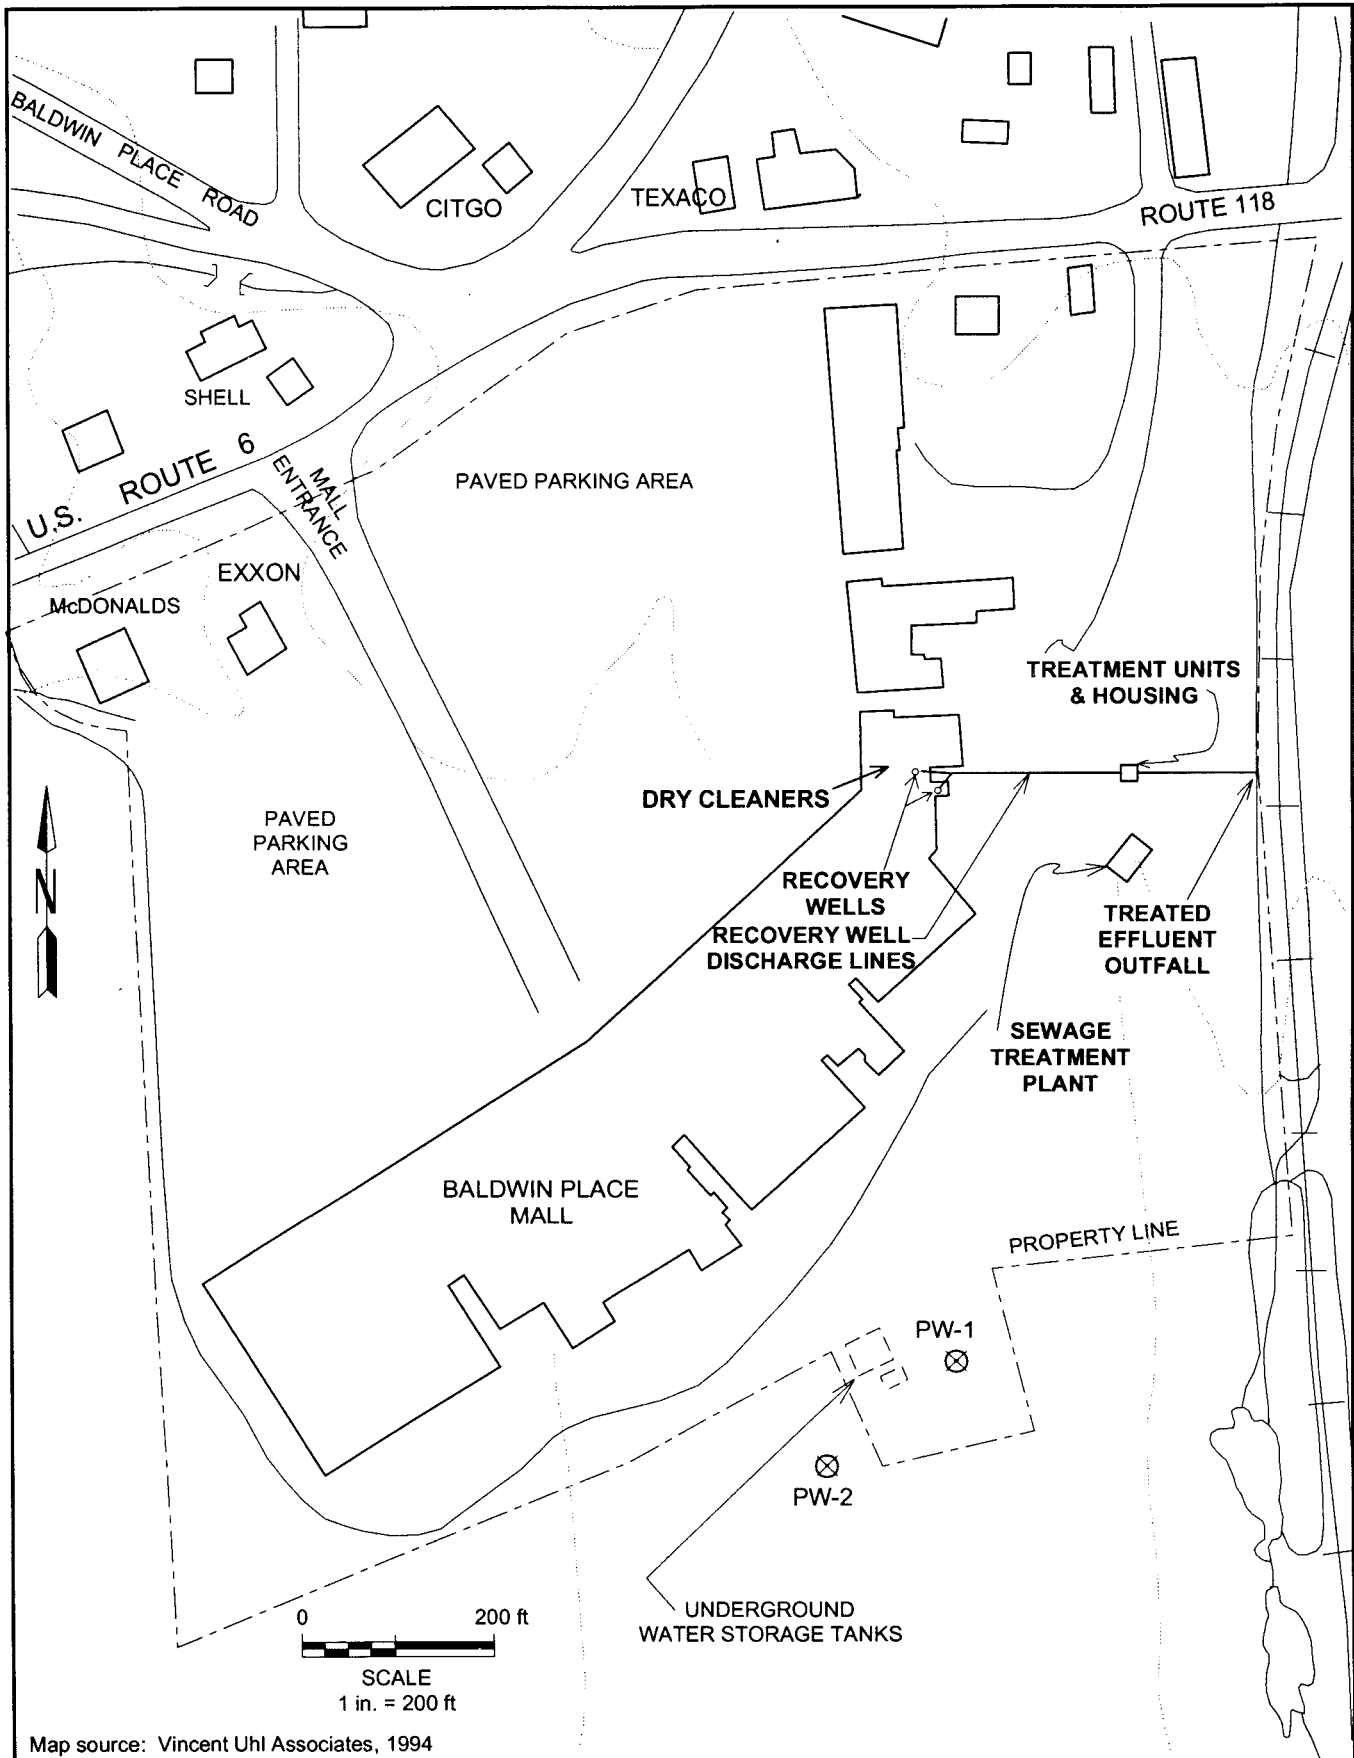 BALDWIN PLACE ROAD
CITGO
TEXACO
ROUTE 118
SHELL
U.S. ROUTE 6
MALL
ENTRANCE
PAVED PARKING AREA
EXXON
McDONALDS
TREATMENT UNITS
& HOUSING
DRY CLEANERS
PAVED
PARKING
AREA
N
RECOVERY
WELLS
RECOVERY WELL
DISCHARGE LINES
TREATED
EFFLUENT
OUTFALL
SEWAGE
TREATMENT
PLANT
BALDWIN PLACE
MALL
PROPERTY LINE
PW-1
PW-2
UNDERGROUND
WATER STORAGE TANKS
0 200 ft
SCALE
1 in. = 200 ft
Map source: Vincent Uhl Associates, 1994